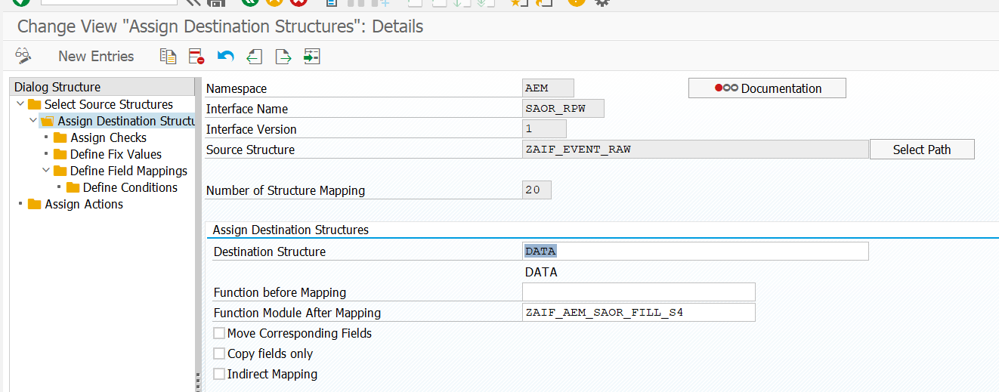 Change View "Assign Destination Structures": Details
New Entries
Dialog Structure
Select Source Structures
Assign Destination Structu
Assign Checks
Define Fix Values
Define Field Mappings
Define Conditions
Assign Actions
Namespace AEM Documentation
Interface Name SAOR_RPW
Interface Version 1
Source Structure ZAIF_EVENT_RAW Select Path
Number of Structure Mapping 20
Assign Destination Structures
Destination Structure DATA
DATA
Function before Mapping
Function Module After Mapping ZAIF_AEM_SAOR_FILL_S4
Move Corresponding Fields
Copy fields only
Indirect Mapping